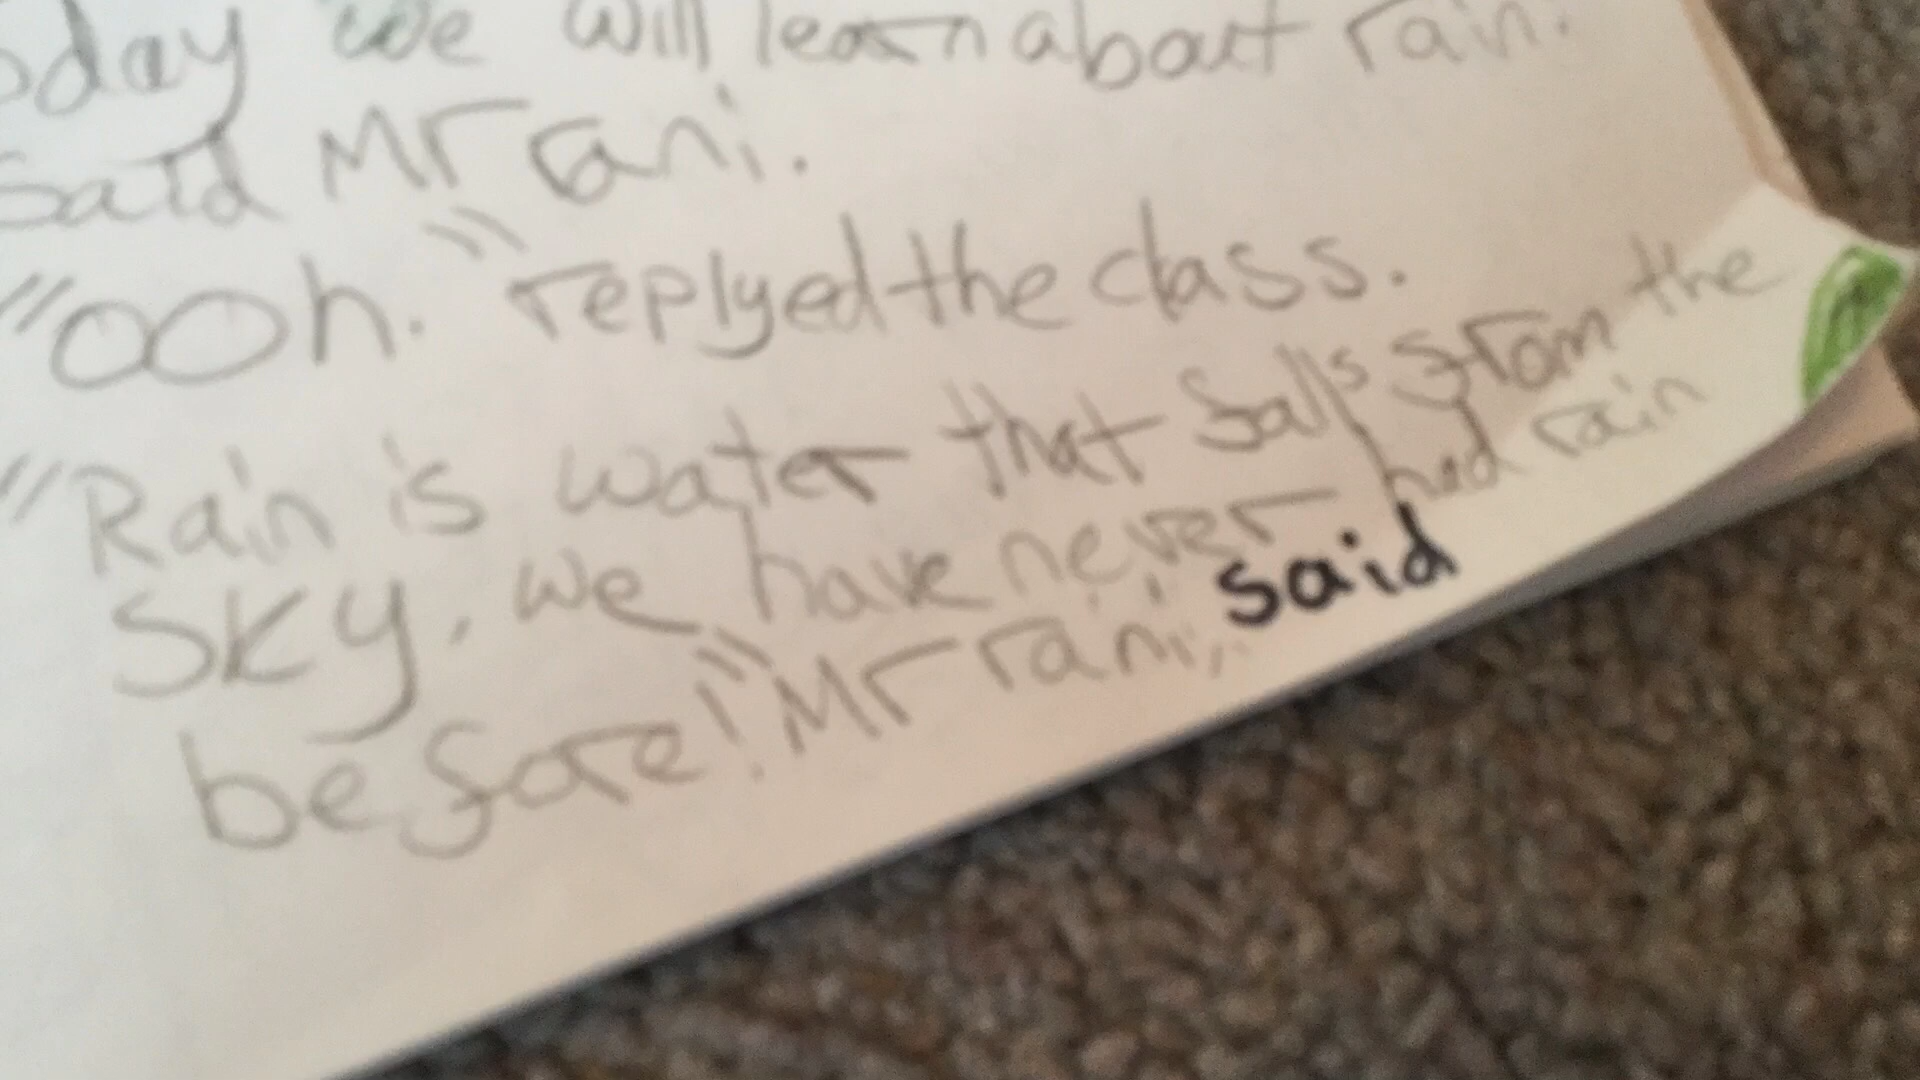 oday we will learn about rain.
said Mr rani.
"ooh." replyed the class.
"Rain is water that falls from the
sky. we have never had rain
before!" Mr rani, said